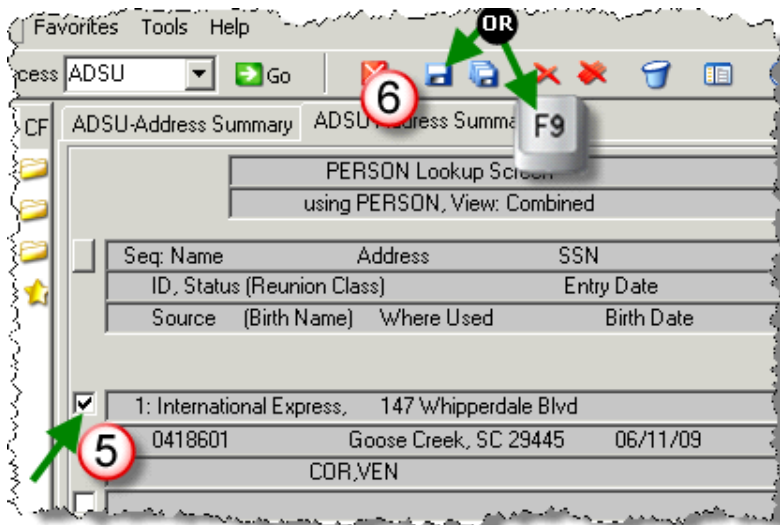 Favorites Tools Help OR
cess ADSU Go
6
F9
CF ADSU-Address Summary ADSU-Address Summa
PERSON Lookup Screen
using PERSON, View: Combined
Seq: Name Address SSN
ID, Status (Reunion Class) Entry Date
Source (Birth Name) Where Used Birth Date
1: International Express, 147 Whipperdale Blvd
5 0418601 Goose Creek, SC 29445 06/11/09
COR,VEN